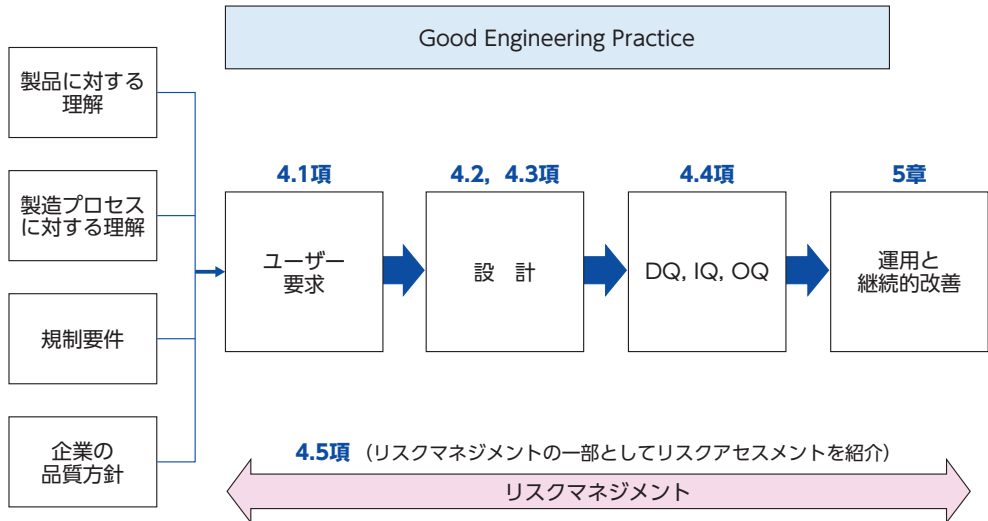 Good Engineering Practice
製品に対する
理解
製造プロセス
に対する理解
規制要件
企業の
品質方針
4.1項
ユーザー
要求
4.2, 4.3項
設 計
4.4項
DQ, IQ, OQ
5章
運用と
継続的改善
4.5項 (リスクマネジメントの一部としてリスクアセスメントを紹介)
リスクマネジメント